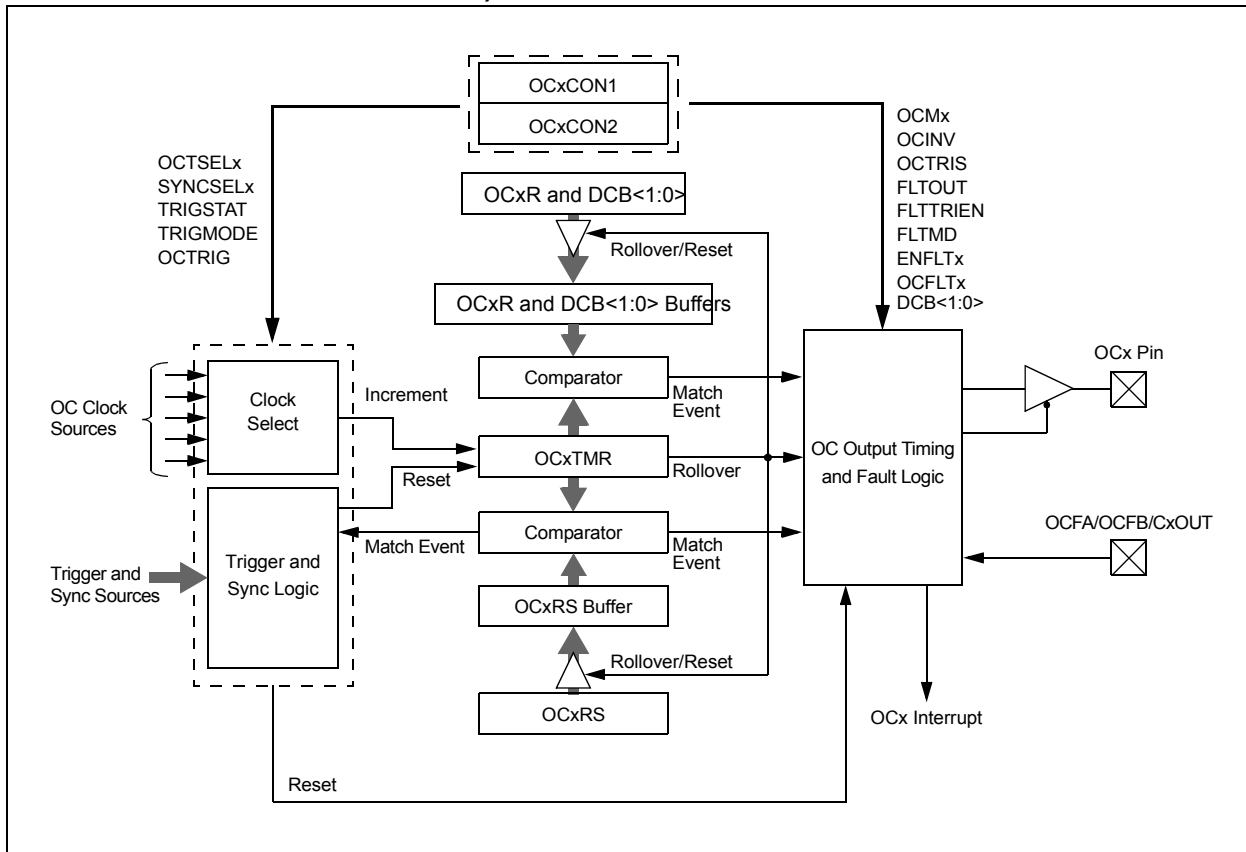 OCxCON1
OCxCON2
OCTSELx
SYNCSELx
TRIGSTAT
TRIGMODE
OCTRIG
OCMx
OCINV
OCTRIS
FLTOUT
FLTTRIEN
FLTMD
ENFLTx
OCFLTx
DCB<1:0>
OCxR and DCB<1:0>
Rollover/Reset
OCxR and DCB<1:0> Buffers
OC Clock
Sources
Clock
Select
Increment
Comparator
Match
Event
OCxTMR
Reset
Rollover
OC Output Timing
and Fault Logic
OCx Pin
Trigger and
Sync Sources
Trigger and
Sync Logic
Match Event
Comparator
Match
Event
OCFA/OCFB/CxOUT
OCxRS Buffer
Rollover/Reset
OCxRS
OCx Interrupt
Reset